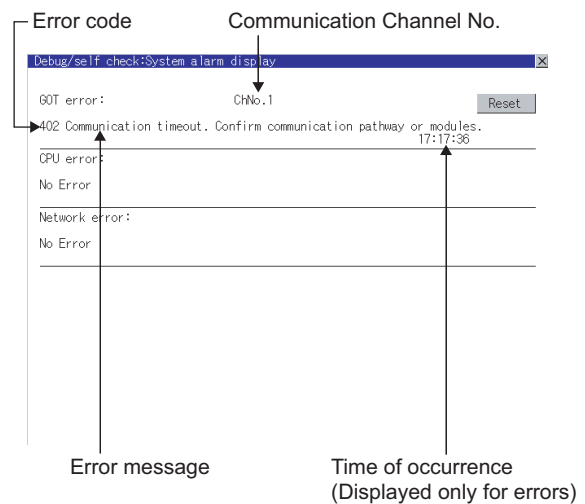 Error code
Communication Channel No.
Debug/self check:System alarm display
GOT error:
ChNo.1
Reset
402 Communication timeout. Confirm communication pathway or modules.
17:17:36
CPU error:
No Error
Network error:
No Error
Error message
Time of occurrence
(Displayed only for errors)